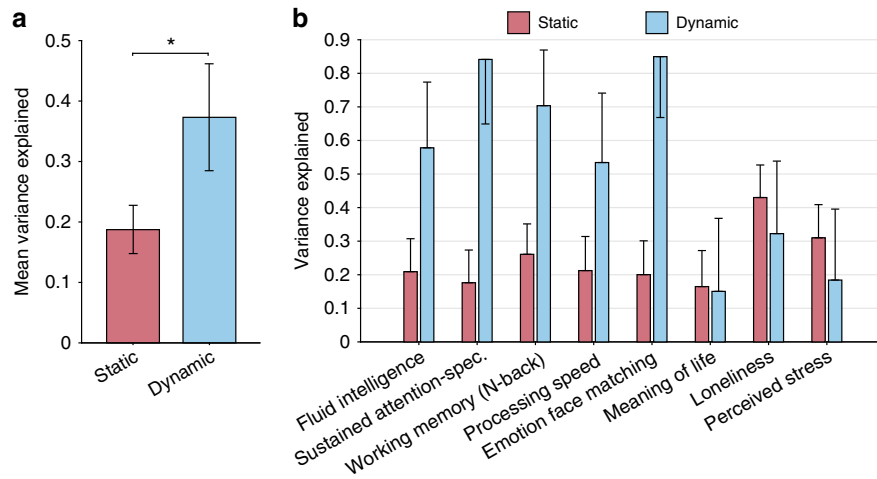 a
Mean variance explained
0.5
0.4
0.3
0.2
0.1
0
*
Static
Dynamic
b
Static
Dynamic
Variance explained
0.9
0.8
0.7
0.6
0.5
0.4
0.3
0.2
0.1
0
Fluid intelligence
Sustained attention-spec.
Working memory (N-back)
Processing speed
Emotion face matching
Meaning of life
Loneliness
Perceived stress